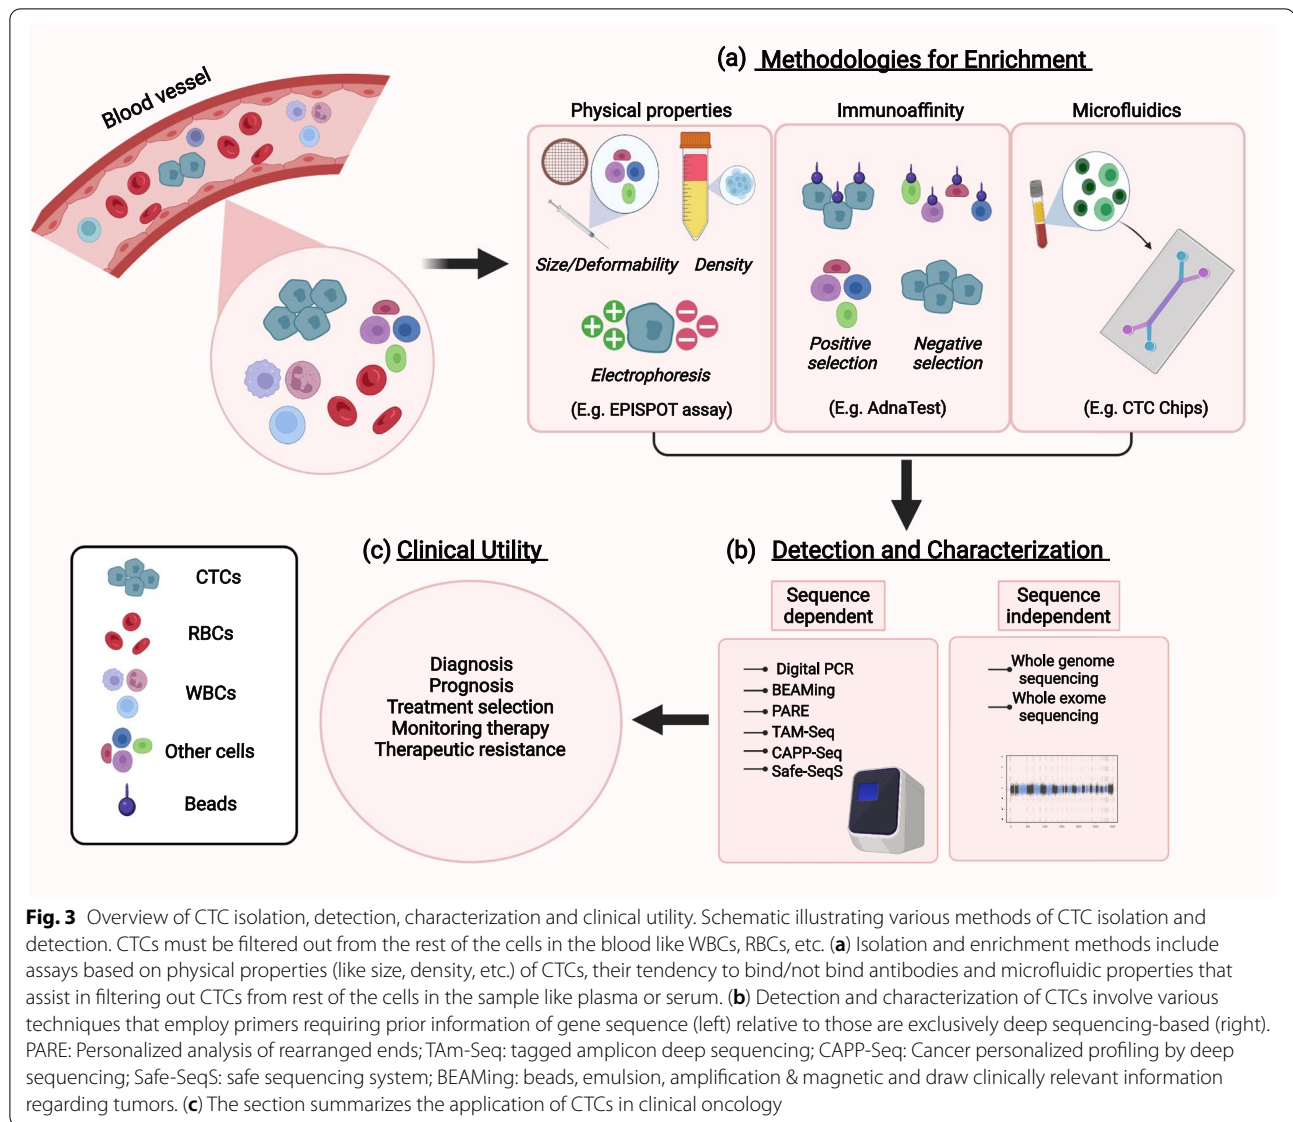 Blood vessel
(a) Methodologies for Enrichment
Physical properties
Immunoaffinity
Microfluidics
Size/Deformability
Density
Electrophoresis
(E.g. EPISPOT assay)
Positive
selection
Negative
selection
(E.g. AdnaTest)
(E.g. CTC Chips)
CTCs
RBCs
WBCs
Other cells
Beads
(c) Clinical Utility
Diagnosis
Prognosis
Treatment selection
Monitoring therapy
Therapeutic resistance
(b) Detection and Characterization
Sequence
dependent
Digital PCR
BEAMing
PARE
TAM-Seq
CAPP-Seq
Safe-SeqS
Sequence
independent
Whole genome
sequencing
Whole exome
sequencing
Fig. 3 Overview of CTC isolation, detection, characterization and clinical utility. Schematic illustrating various methods of CTC isolation and
detection. CTCs must be filtered out from the rest of the cells in the blood like WBCs, RBCs, etc. (a) Isolation and enrichment methods include
assays based on physical properties (like size, density, etc.) of CTCs, their tendency to bind/not bind antibodies and microfluidic properties that
assist in filtering out CTCs from rest of the cells in the sample like plasma or serum. (b) Detection and characterization of CTCs involve various
techniques that employ primers requiring prior information of gene sequence (left) relative to those are exclusively deep sequencing-based (right).
PARE: Personalized analysis of rearranged ends; TAm-Seq: tagged amplicon deep sequencing; CAPP-Seq: Cancer personalized profiling by deep
sequencing; Safe-SeqS: safe sequencing system; BEAMing: beads, emulsion, amplification & magnetic and draw clinically relevant information
regarding tumors. (c) The section summarizes the application of CTCs in clinical oncology